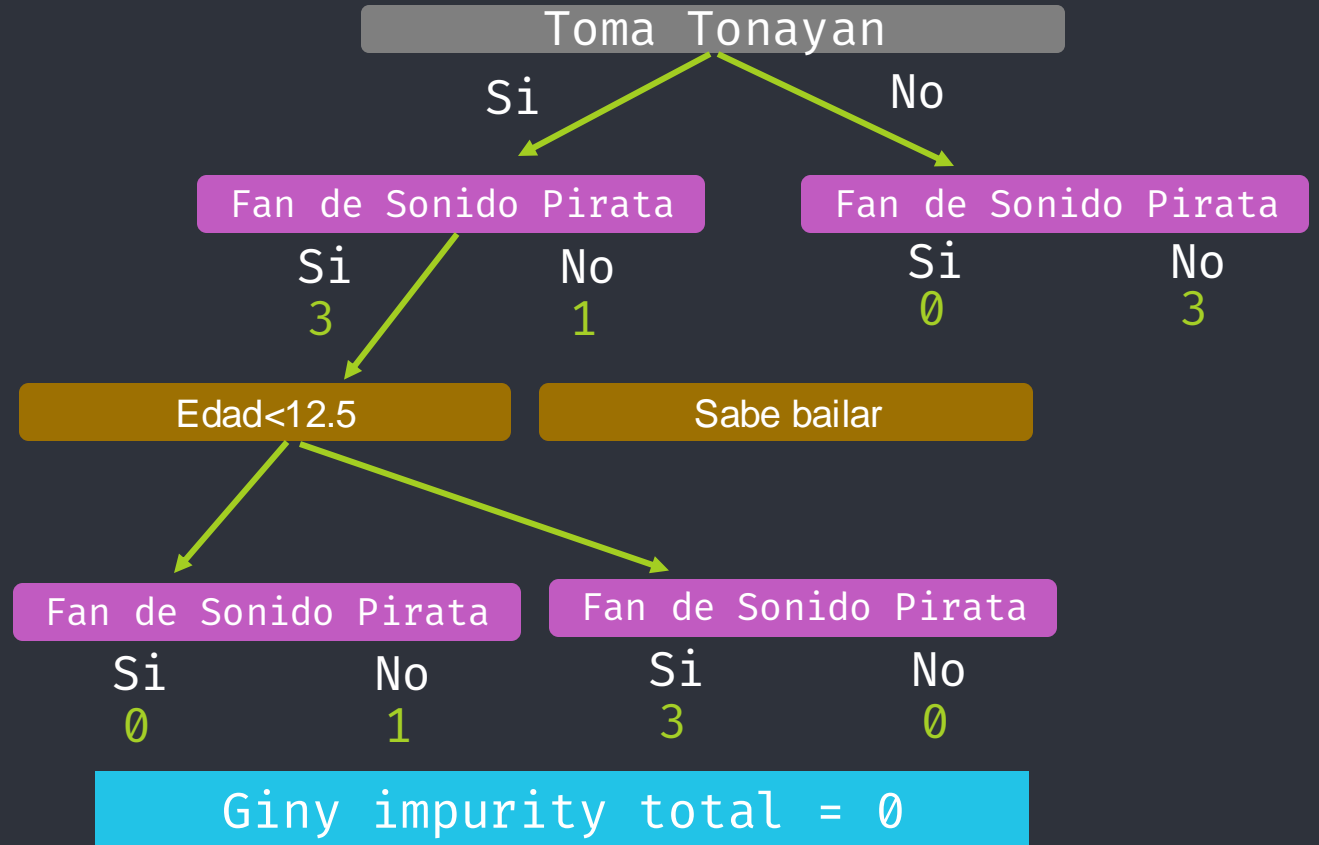 Toma Tonayan
Si No
Fan de Sonido Pirata Fan de Sonido Pirata
Si No Si No
3 1 0 3
Edad<12.5 Sabe bailar
Fan de Sonido Pirata Fan de Sonido Pirata
Si No Si No
0 1 3 0
Giny impurity total = 0